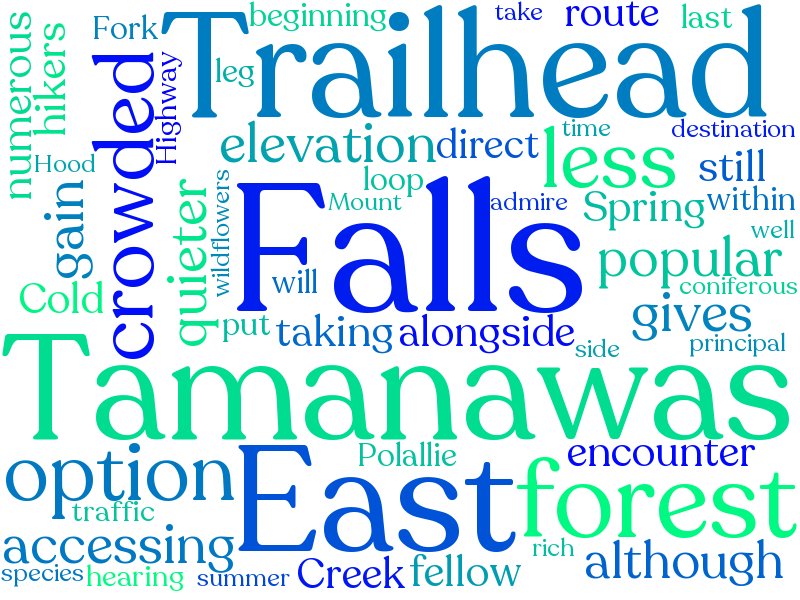 beginning
take
route
last
Fork
Trailhead
numerous
hikers
crowded
Highway
leg
elevation
direct
time
destination
less
still
Hood
loop
gain
quieter
wildflowers
Mount
Falls
admire
Spring
within
well
popular
coniferous
Cold
will
put
taking
alongside
gives
side
principal
Tamanawas
option
East
Polallie
encounter
forest
traffic
accessing
rich
although
species
hearing
summer
Creek
fellow